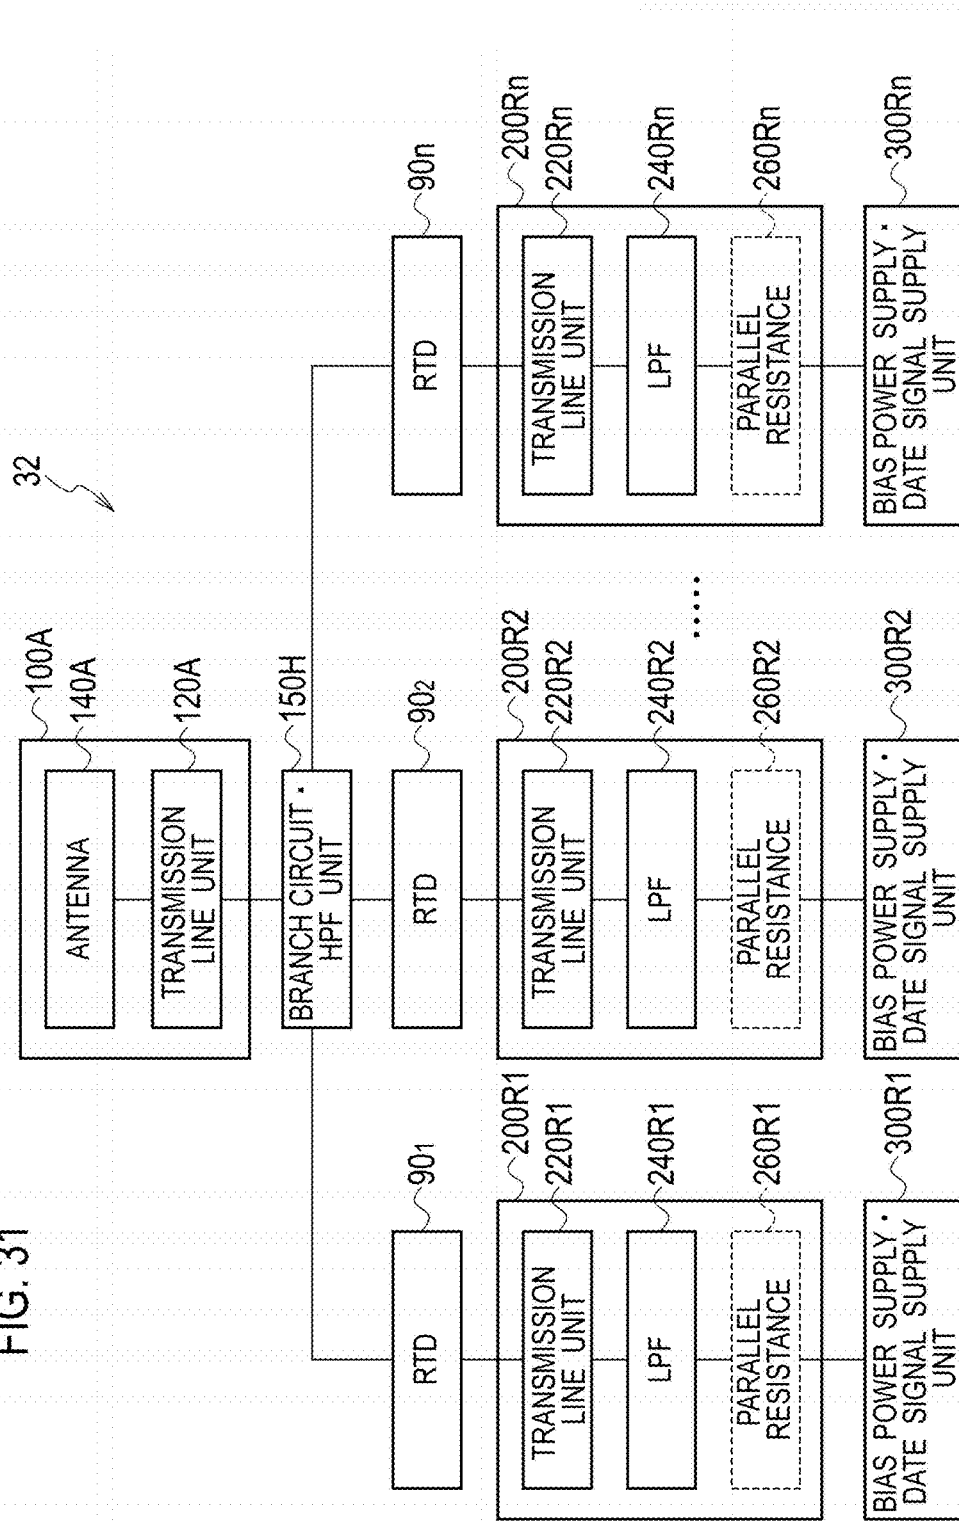 FIG. 31
32
100A
140A
ANTENNA
120A
TRANSMISSION
LINE UNIT
150H
BRANCH CIRCUIT •
HPF UNIT
901
RTD
902
RTD
90n
RTD
200R1
220R1
TRANSMISSION
LINE UNIT
240R1
LPF
260R1
PARALLEL
RESISTANCE
300R1
BIAS POWER SUPPLY •
DATE SIGNAL SUPPLY
UNIT
200R2
220R2
TRANSMISSION
LINE UNIT
240R2
LPF
260R2
PARALLEL
RESISTANCE
300R2
BIAS POWER SUPPLY •
DATE SIGNAL SUPPLY
UNIT
.....
200Rn
220Rn
TRANSMISSION
LINE UNIT
240Rn
LPF
260Rn
PARALLEL
RESISTANCE
300Rn
BIAS POWER SUPPLY •
DATE SIGNAL SUPPLY
UNIT